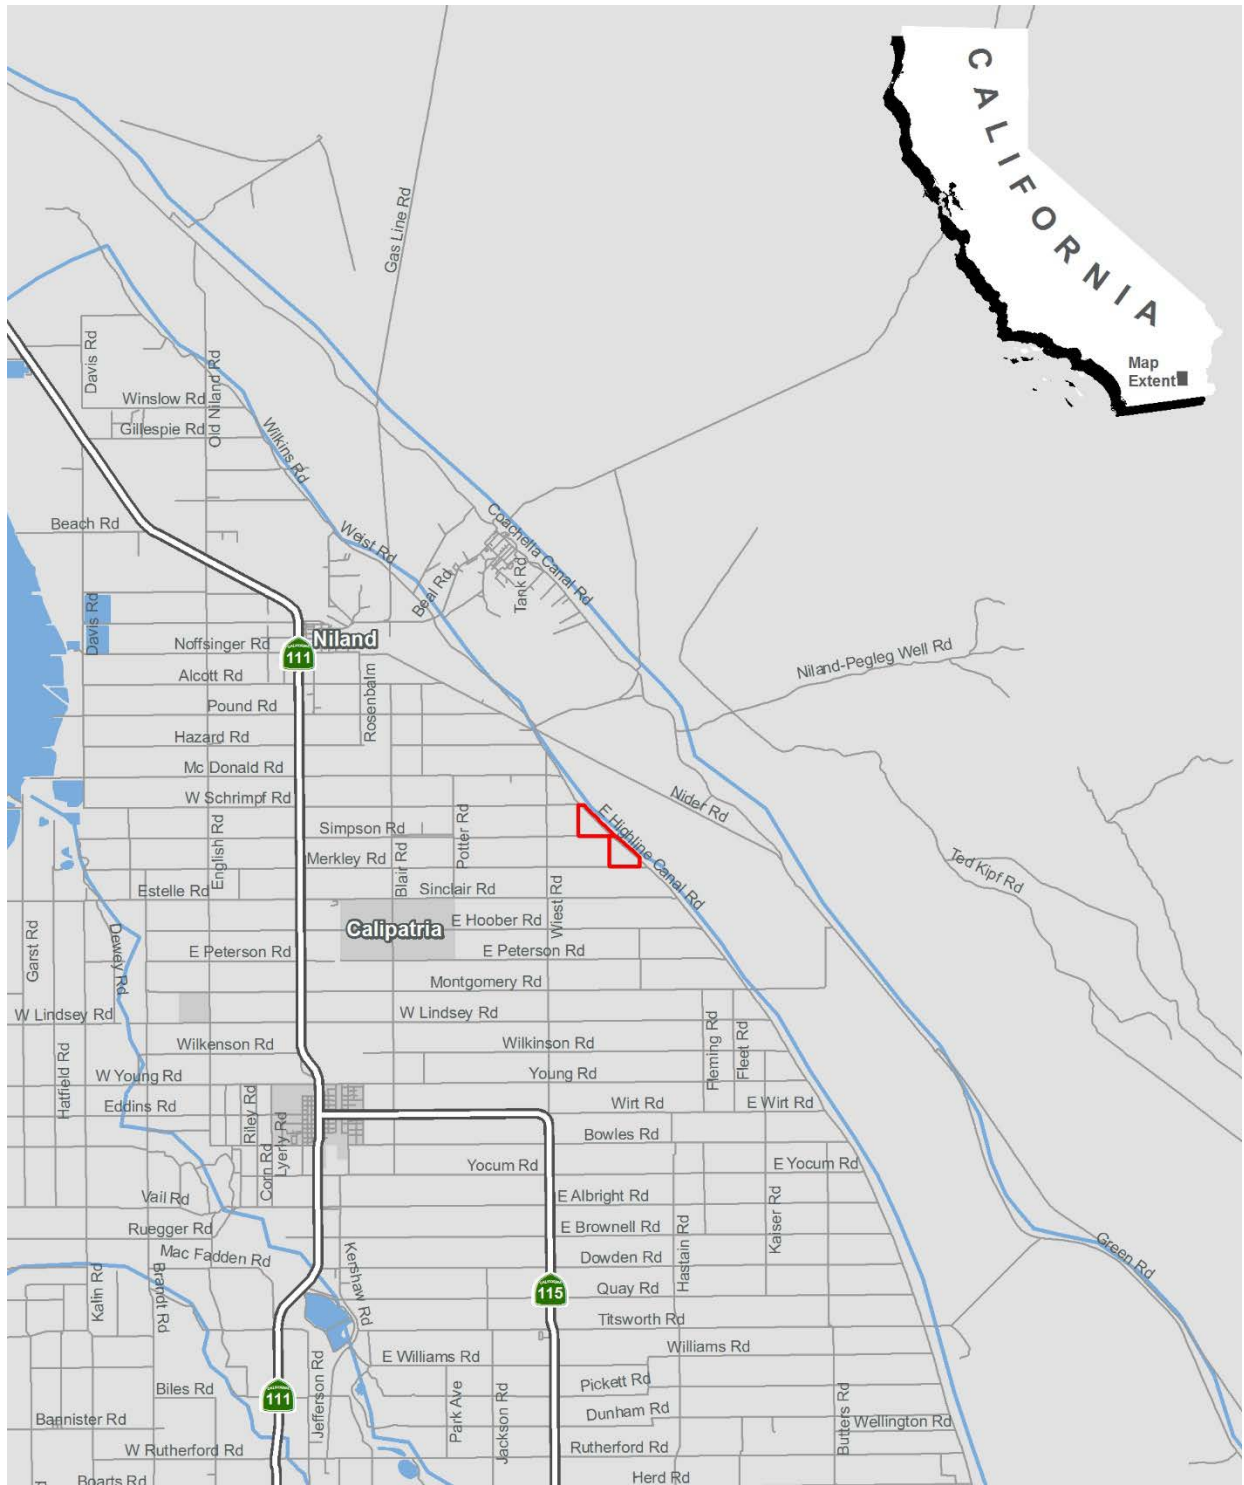 CALIFORNIA
Map
Extent
Gas Line Rd
Davis Rd
Old Niland Rd
Winslow Rd
Gillespie Rd
Wilkins Rd
Beach Rd
Weist Rd
Coachella Canal Rd
Beal Rd
Tank Rd
Davis Rd
Noffsinger Rd
Niland
CALIFORNIA
111
Niland-Pegleg Well Rd
Alcott Rd
Rosenbalm
Pound Rd
Hazard Rd
Mc Donald Rd
W Schrimpf Rd
Nider Rd
E Highline Canal Rd
Simpson Rd
English Rd
Merkley Rd
Blair Rd
Potter Rd
Ted Kipf Rd
Estelle Rd
Sinclair Rd
Wiest Rd
E Hoober Rd
Calipatria
Garst Rd
Dewey Rd
E Peterson Rd
E Peterson Rd
Montgomery Rd
W Lindsey Rd
W Lindsey Rd
Fleming Rd
Fleet Rd
Wilkenson Rd
Wilkinson Rd
Hatfield Rd
W Young Rd
Young Rd
Eddins Rd
Riley Rd
Wirt Rd
E Wirt Rd
Lyerly Rd
Corn Rd
Bowles Rd
Yocum Rd
E Yocum Rd
Vail Rd
E Albright Rd
Ruegger Rd
E Brownell Rd
Kaiser Rd
Hastain Rd
Green Rd
Mac Fadden Rd
Kershaw Rd
Dowden Rd
Kalin Rd
Brandt Rd
CALIFORNIA
115
Quay Rd
Titsworth Rd
Williams Rd
E Williams Rd
Jefferson Rd
Pickett Rd
Biles Rd
CALIFORNIA
111
Park Ave
Jackson Rd
Dunham Rd
Butters Rd
Wellington Rd
Bannister Rd
W Rutherford Rd
Rutherford Rd
Boarts Rd
Herd Rd